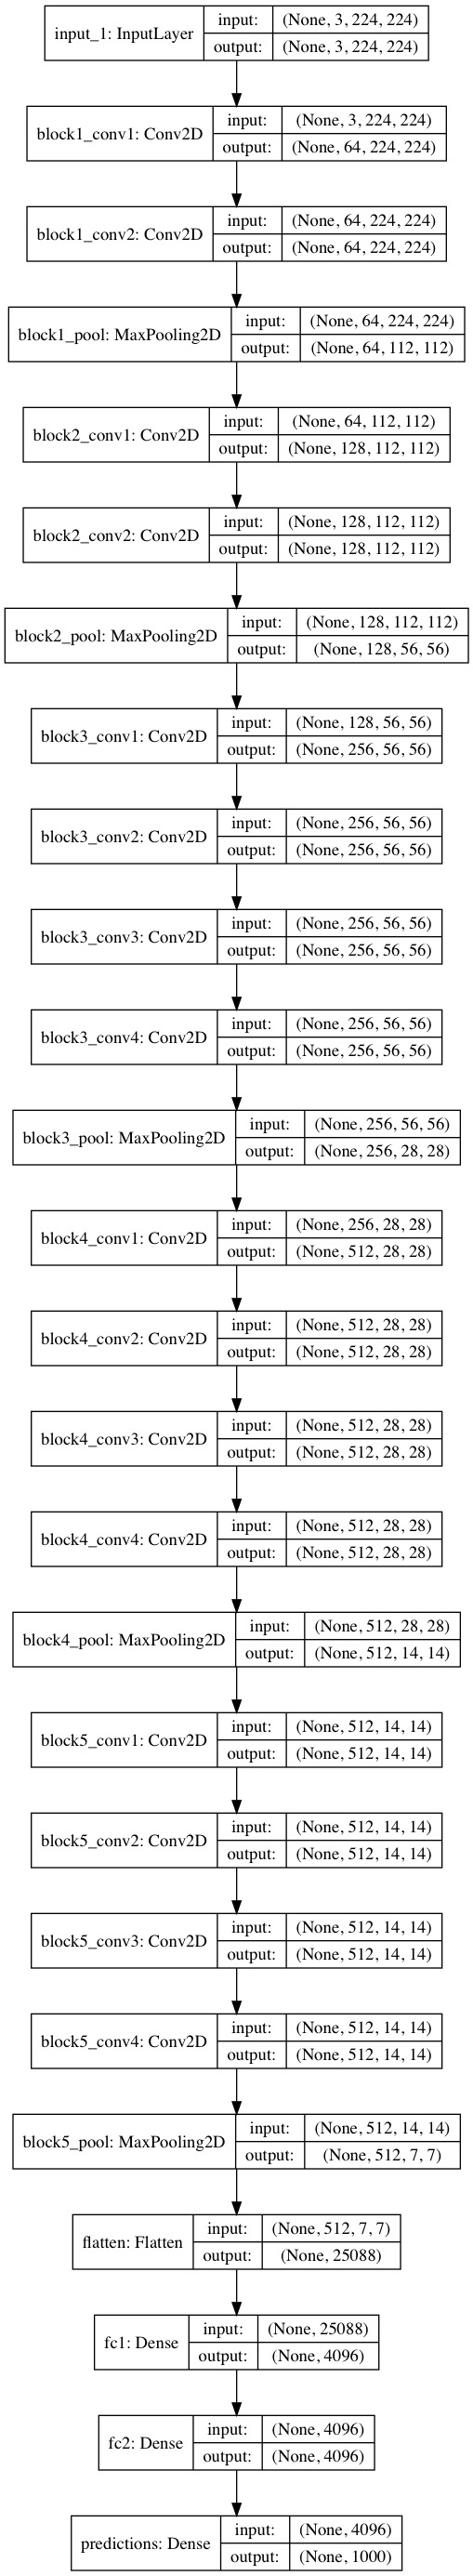 input_1: InputLayer
input: (None, 3, 224, 224)
output: (None, 3, 224, 224)
block1_conv1: Conv2D
input: (None, 3, 224, 224)
output: (None, 64, 224, 224)
block1_conv2: Conv2D
input: (None, 64, 224, 224)
output: (None, 64, 224, 224)
block1_pool: MaxPooling2D
input: (None, 64, 224, 224)
output: (None, 64, 112, 112)
block2_conv1: Conv2D
input: (None, 64, 112, 112)
output: (None, 128, 112, 112)
block2_conv2: Conv2D
input: (None, 128, 112, 112)
output: (None, 128, 112, 112)
block2_pool: MaxPooling2D
input: (None, 128, 112, 112)
output: (None, 128, 56, 56)
block3_conv1: Conv2D
input: (None, 128, 56, 56)
output: (None, 256, 56, 56)
block3_conv2: Conv2D
input: (None, 256, 56, 56)
output: (None, 256, 56, 56)
block3_conv3: Conv2D
input: (None, 256, 56, 56)
output: (None, 256, 56, 56)
block3_conv4: Conv2D
input: (None, 256, 56, 56)
output: (None, 256, 56, 56)
block3_pool: MaxPooling2D
input: (None, 256, 56, 56)
output: (None, 256, 28, 28)
block4_conv1: Conv2D
input: (None, 256, 28, 28)
output: (None, 512, 28, 28)
block4_conv2: Conv2D
input: (None, 512, 28, 28)
output: (None, 512, 28, 28)
block4_conv3: Conv2D
input: (None, 512, 28, 28)
output: (None, 512, 28, 28)
block4_conv4: Conv2D
input: (None, 512, 28, 28)
output: (None, 512, 28, 28)
block4_pool: MaxPooling2D
input: (None, 512, 28, 28)
output: (None, 512, 14, 14)
block5_conv1: Conv2D
input: (None, 512, 14, 14)
output: (None, 512, 14, 14)
block5_conv2: Conv2D
input: (None, 512, 14, 14)
output: (None, 512, 14, 14)
block5_conv3: Conv2D
input: (None, 512, 14, 14)
output: (None, 512, 14, 14)
block5_conv4: Conv2D
input: (None, 512, 14, 14)
output: (None, 512, 14, 14)
block5_pool: MaxPooling2D
input: (None, 512, 14, 14)
output: (None, 512, 7, 7)
flatten: Flatten
input: (None, 512, 7, 7)
output: (None, 25088)
fc1: Dense
input: (None, 25088)
output: (None, 4096)
fc2: Dense
input: (None, 4096)
output: (None, 4096)
predictions: Dense
input: (None, 4096)
output: (None, 1000)